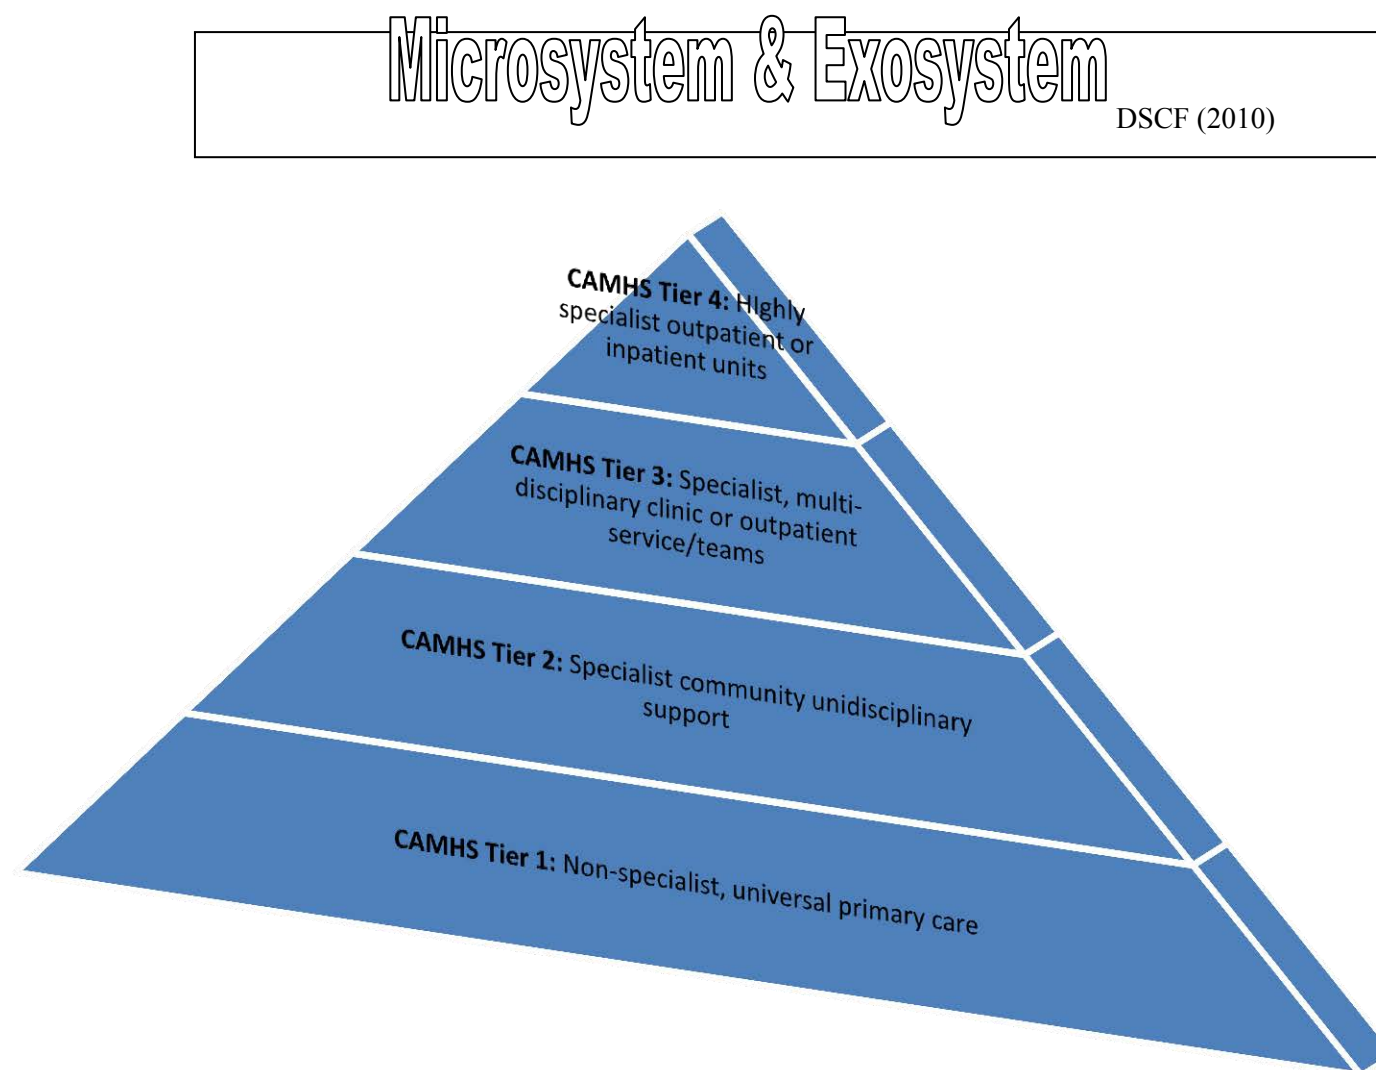 Microsystem & Exosystem
DSCF (2010)
CAMHS Tier 4: HIghly
specialist outpatient or
inpatient units
CAMHS Tier 3: Specialist, multi-
disciplinary clinic or outpatient
service/teams
CAMHS Tier 2: Specialist community unidisciplinary
support
CAMHS Tier 1: Non-specialist, universal primary care